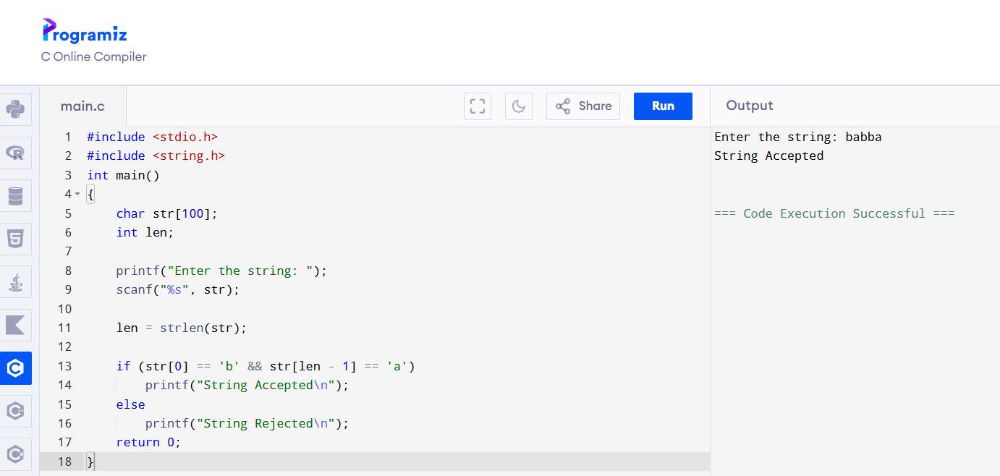 Programiz
C Online Compiler
main.c
Share
Run
Output
1 #include <stdio.h>
2 #include <string.h>
3 int main()
4 {
5     char str[100];
6     int len;
7
8     printf("Enter the string: ");
9     scanf("%s", str);
10
11     len = strlen(str);
12
13     if (str[0] == 'b' && str[len - 1] == 'a')
14         printf("String Accepted\n");
15     else
16         printf("String Rejected\n");
17     return 0;
18 }
Enter the string: babba
String Accepted
=== Code Execution Successful ===